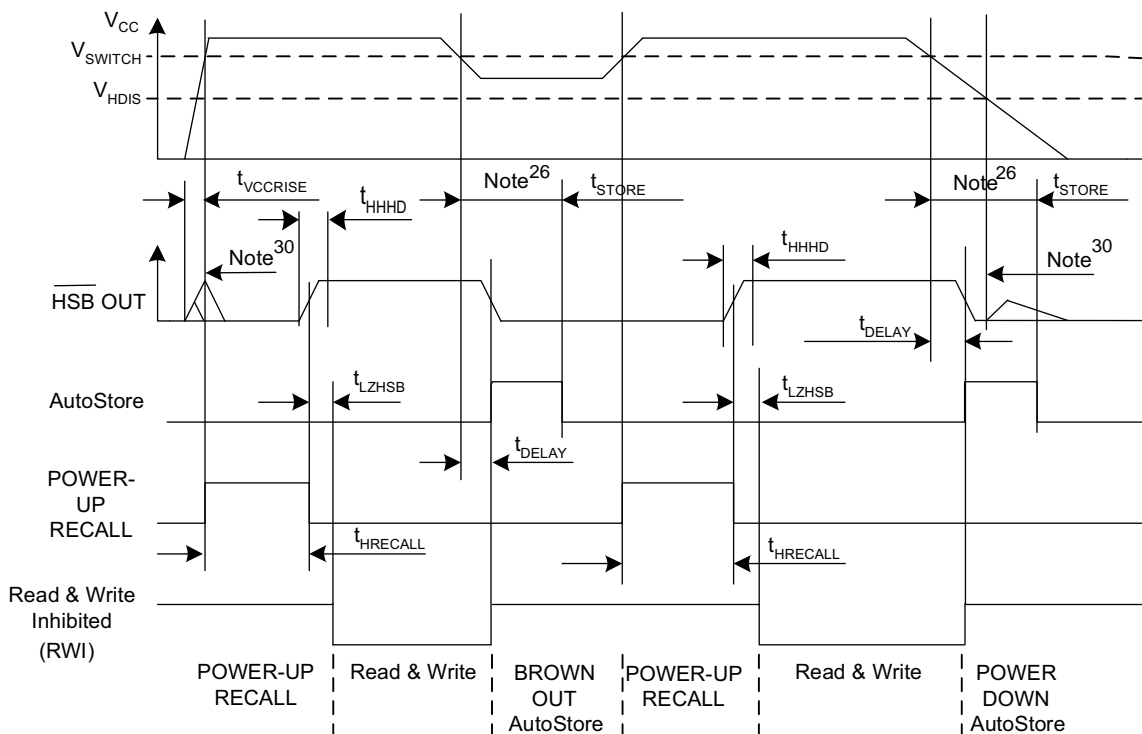 VCC
VSWITCH
VHDIS
tVCCRISE
Note26
tSTORE
Note26
tSTORE
tHHHD
Note30
tHHHD
Note30
HSB OUT
tDELAY
tLZHSB
tLZHSB
AutoStore
tDELAY
POWER-
UP
RECALL
tHRECALL
tHRECALL
Read & Write
Inhibited
(RWI)
POWER-UP
RECALL
Read & Write
BROWN
OUT
AutoStore
POWER-UP
RECALL
Read & Write
POWER
DOWN
AutoStore